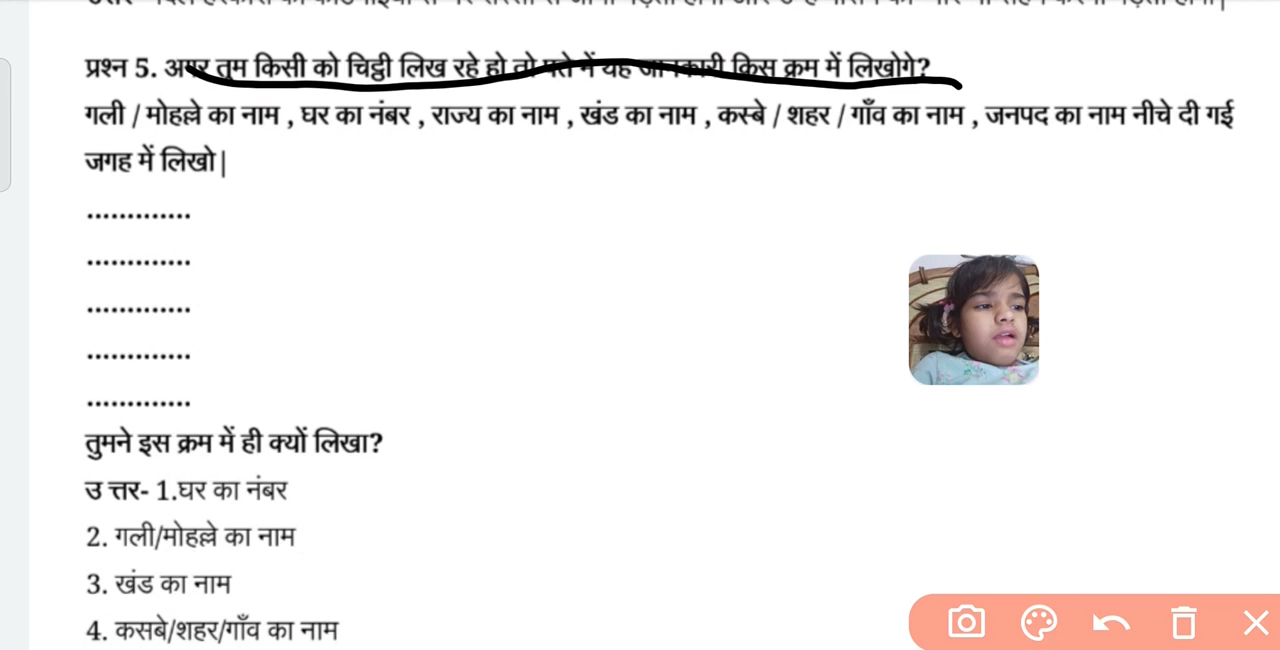 प्रश्न 5. अगर तुम किसी को चिट्ठी लिख रहे हो तो पते में यह जानकारी किस क्रम में लिखोगे?
गली / मोहल्ले का नाम , घर का नंबर , राज्य का नाम , खंड का नाम , कस्बे / शहर / गाँव का नाम , जनपद का नाम नीचे दी गई
जगह में लिखो|
.............
.............
.............
.............
.............
तुमने इस क्रम में ही क्यों लिखा?
उ त्तर- 1.घर का नंबर
2. गली/मोहल्ले का नाम
3. खंड का नाम
4. कसबे/शहर/गाँव का नाम